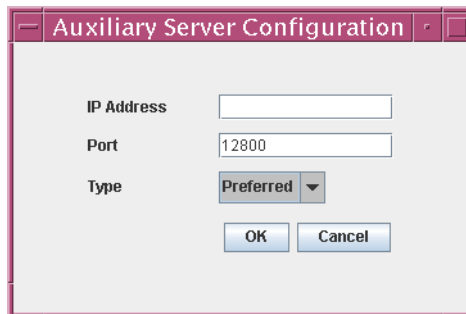 Auxiliary Server Configuration
IP Address
Port 12800
Type Preferred
OK Cancel